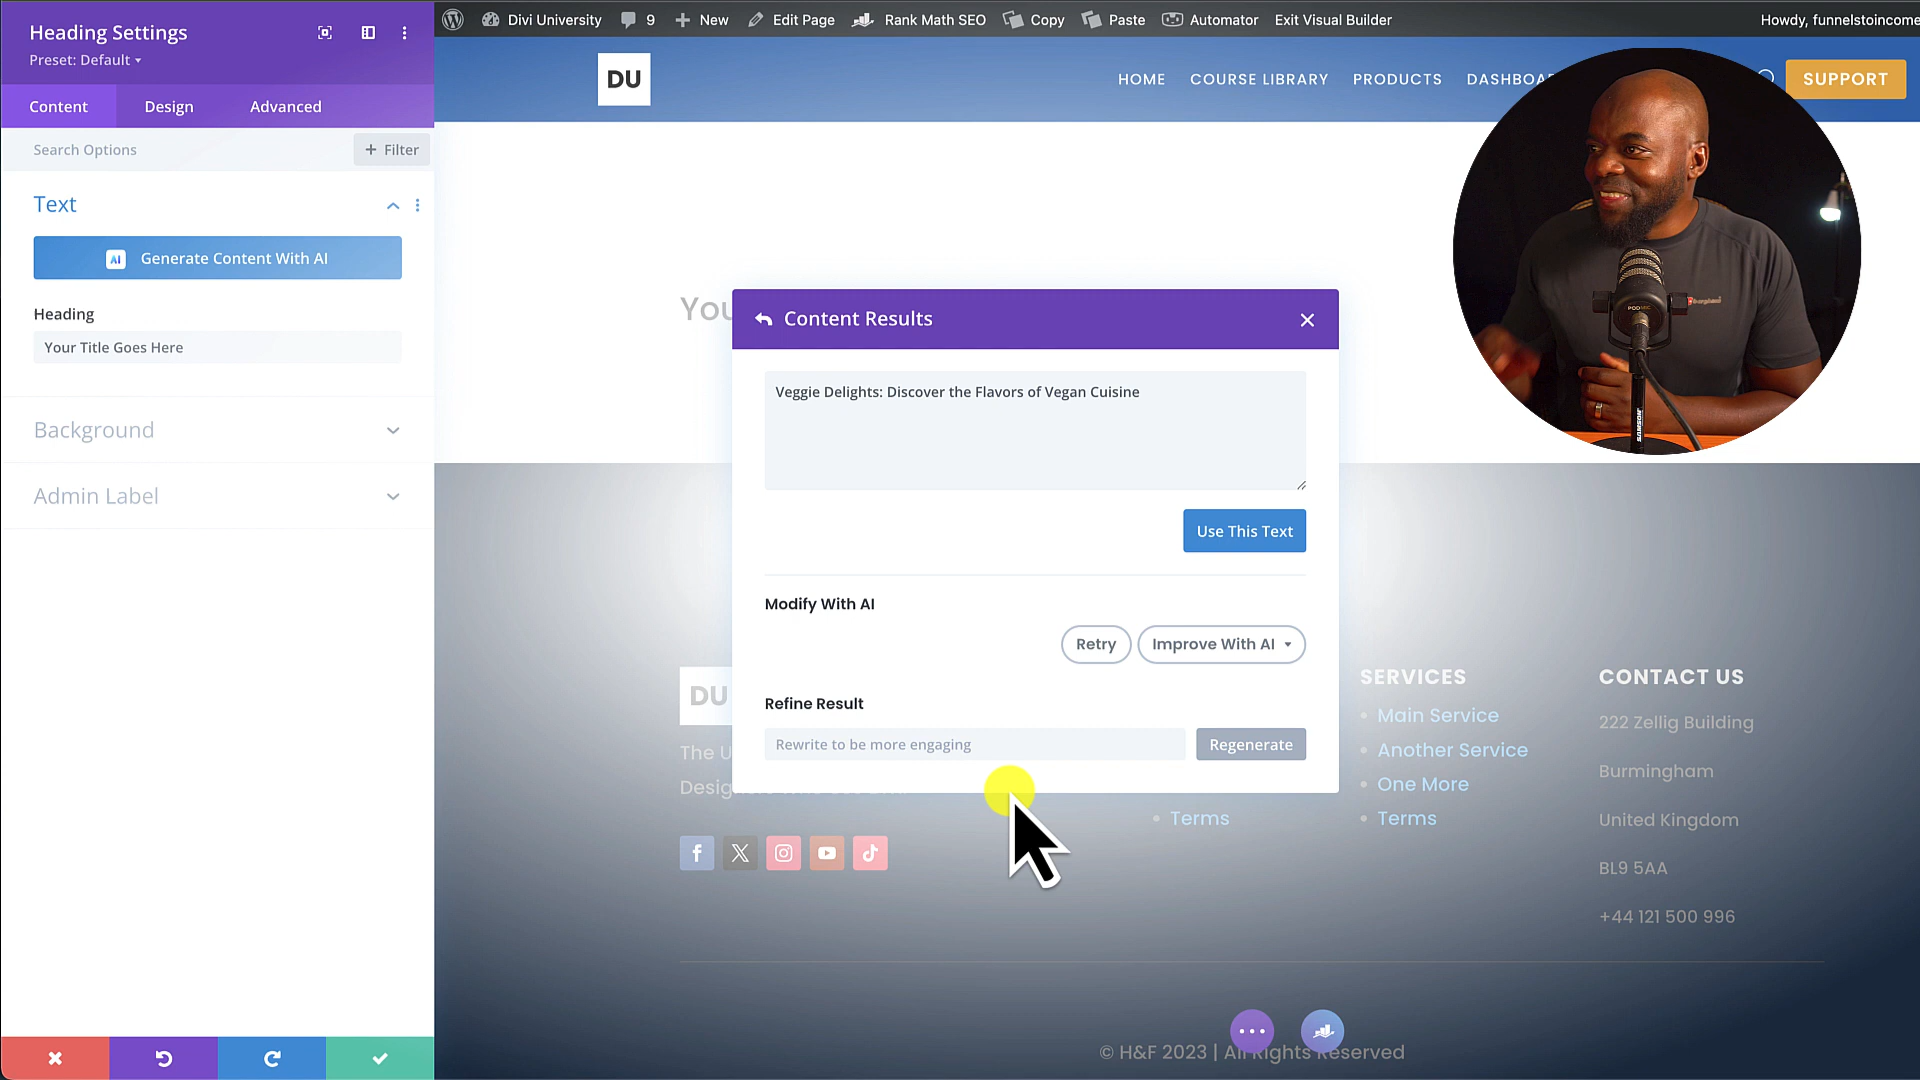 Heading Settings
Preset: Default
Content Design Advanced
Search Options
+ Filter
Text
AI Generate Content With AI
Heading
Your Title Goes Here
Background
Admin Label
Divi University 9 New Edit Page Rank Math SEO Copy Paste Automator Exit Visual Builder Howdy, funnelstoincome
DU
HOME COURSE LIBRARY PRODUCTS DASHBOA
SUPPORT
You
Content Results
Veggie Delights: Discover the Flavors of Vegan Cuisine
Use This Text
Modify With AI
Retry Improve With AI
Refine Result
Rewrite to be more engaging
Regenerate
PODMIC
SAMSON
DU
The U
Terms
SERVICES
Main Service
Another Service
One More
Terms
CONTACT US
222 Zellig Building
Burmingham
United Kingdom
BL9 5AA
+44 121 500 996
© H&F 2023 | All Rights Reserved